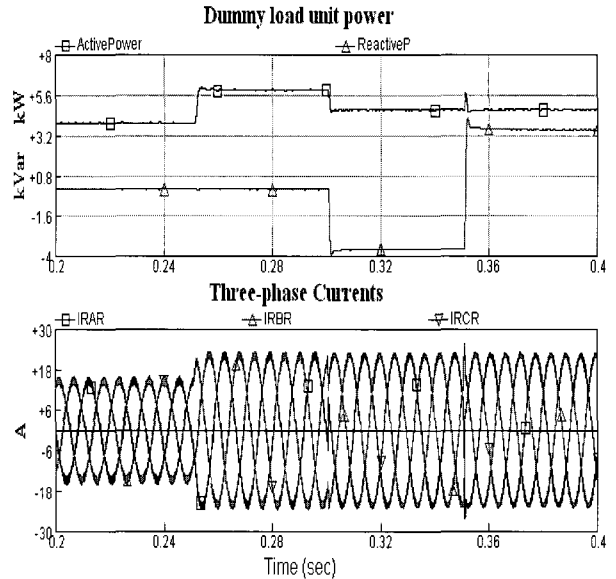 Dummy load unit power
ActivePower ReactiveP
+8
+5.6
+3.2
+0.8
-1.6
-4
kVar kW
0.2 0.24 0.28 0.32 0.36 0.4
Three-phase Currents
IRAR IRBR IRCR
+30
+18
+6
-6
-18
-30
A
0.2 0.24 0.28 0.32 0.36 0.4
Time (sec)